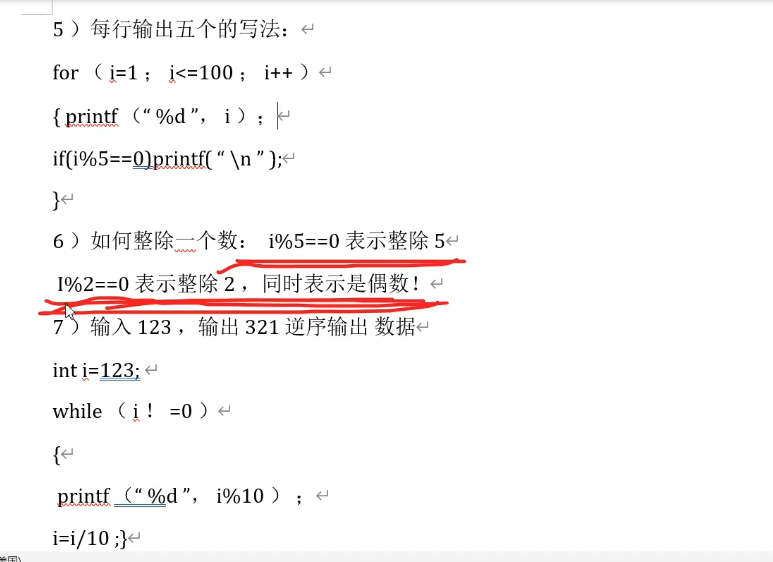 5）每行输出五个的写法：
for （i=1； i<=100； i++）
{ printf（“ %d ”， i）；
if(i%5==0)printf( “ \n ” );
}
6）如何整除一个数： i%5==0 表示整除 5
I%2==0 表示整除 2，同时表示是偶数！
7）输入 123，输出 321 逆序输出 数据
int i=123;
while （i！ =0）
{
printf （“ %d ”， i%10）；
i=i/10 ;}